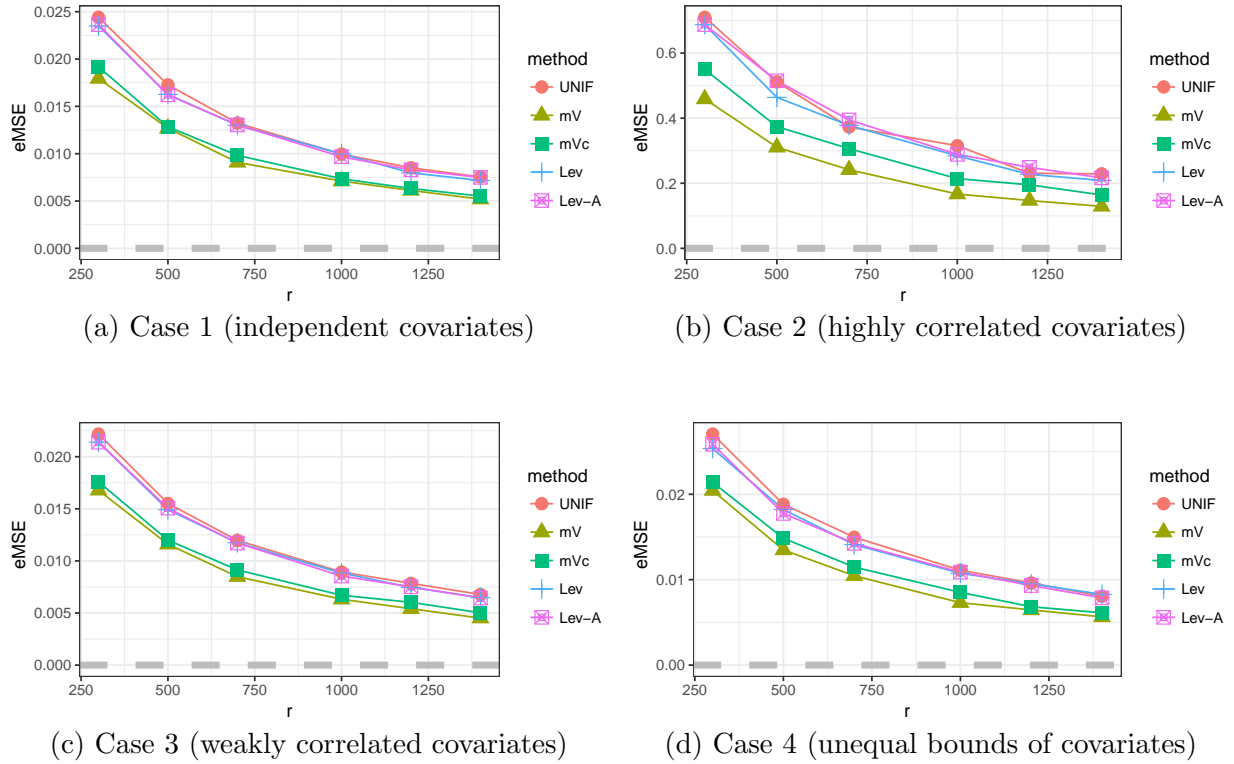 0.025
0.020
0.015
0.010
0.005
0.000
eMSE
250 500 750 1000 1250
r
method
UNIF
mV
mVc
Lev
Lev−A
(a) Case 1 (independent covariates)
0.6
0.4
0.2
0.0
eMSE
250 500 750 1000 1250
r
method
UNIF
mV
mVc
Lev
Lev−A
(b) Case 2 (highly correlated covariates)
0.020
0.015
0.010
0.005
0.000
eMSE
250 500 750 1000 1250
r
method
UNIF
mV
mVc
Lev
Lev−A
(c) Case 3 (weakly correlated covariates)
0.02
0.01
0.00
eMSE
250 500 750 1000 1250
r
method
UNIF
mV
mVc
Lev
Lev−A
(d) Case 4 (unequal bounds of covariates)